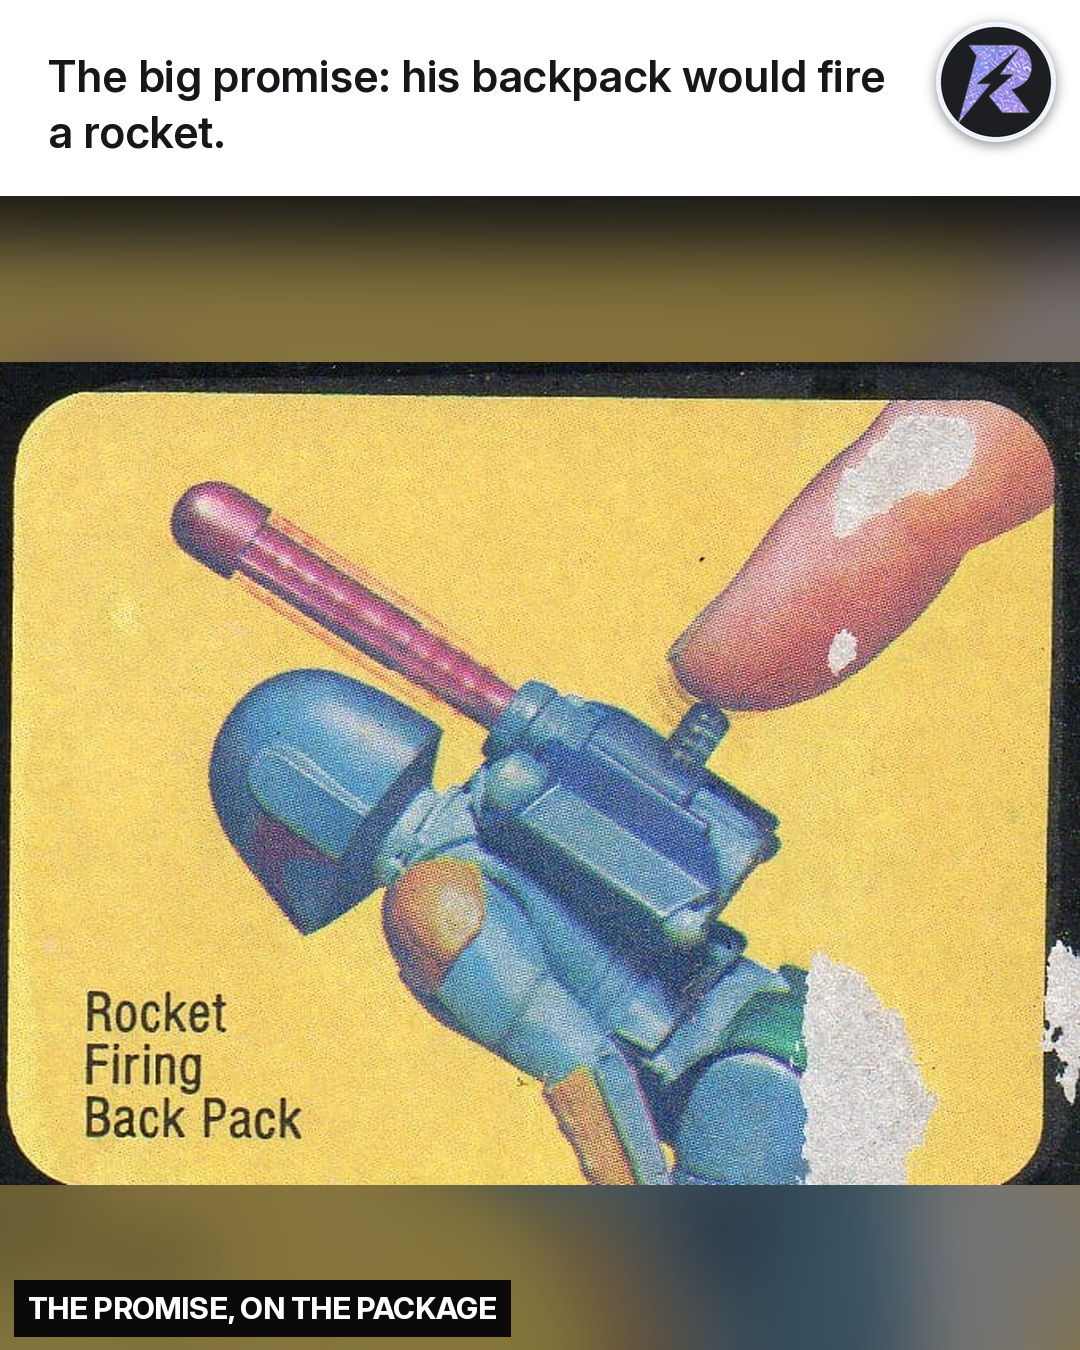 The big promise: his backpack would fire
a rocket.
Rocket
Firing
Back Pack
THE PROMISE, ON THE PACKAGE